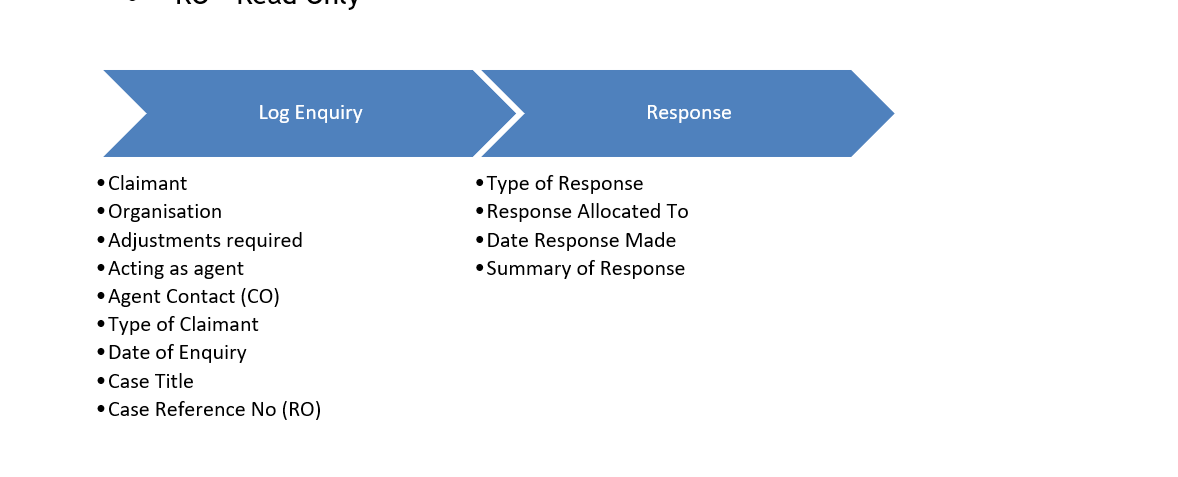 • RO – Read Only
Log Enquiry
Response
•Claimant
•Organisation
•Adjustments required
•Acting as agent
•Agent Contact (CO)
•Type of Claimant
•Date of Enquiry
•Case Title
•Case Reference No (RO)
•Type of Response
•Response Allocated To
•Date Response Made
•Summary of Response